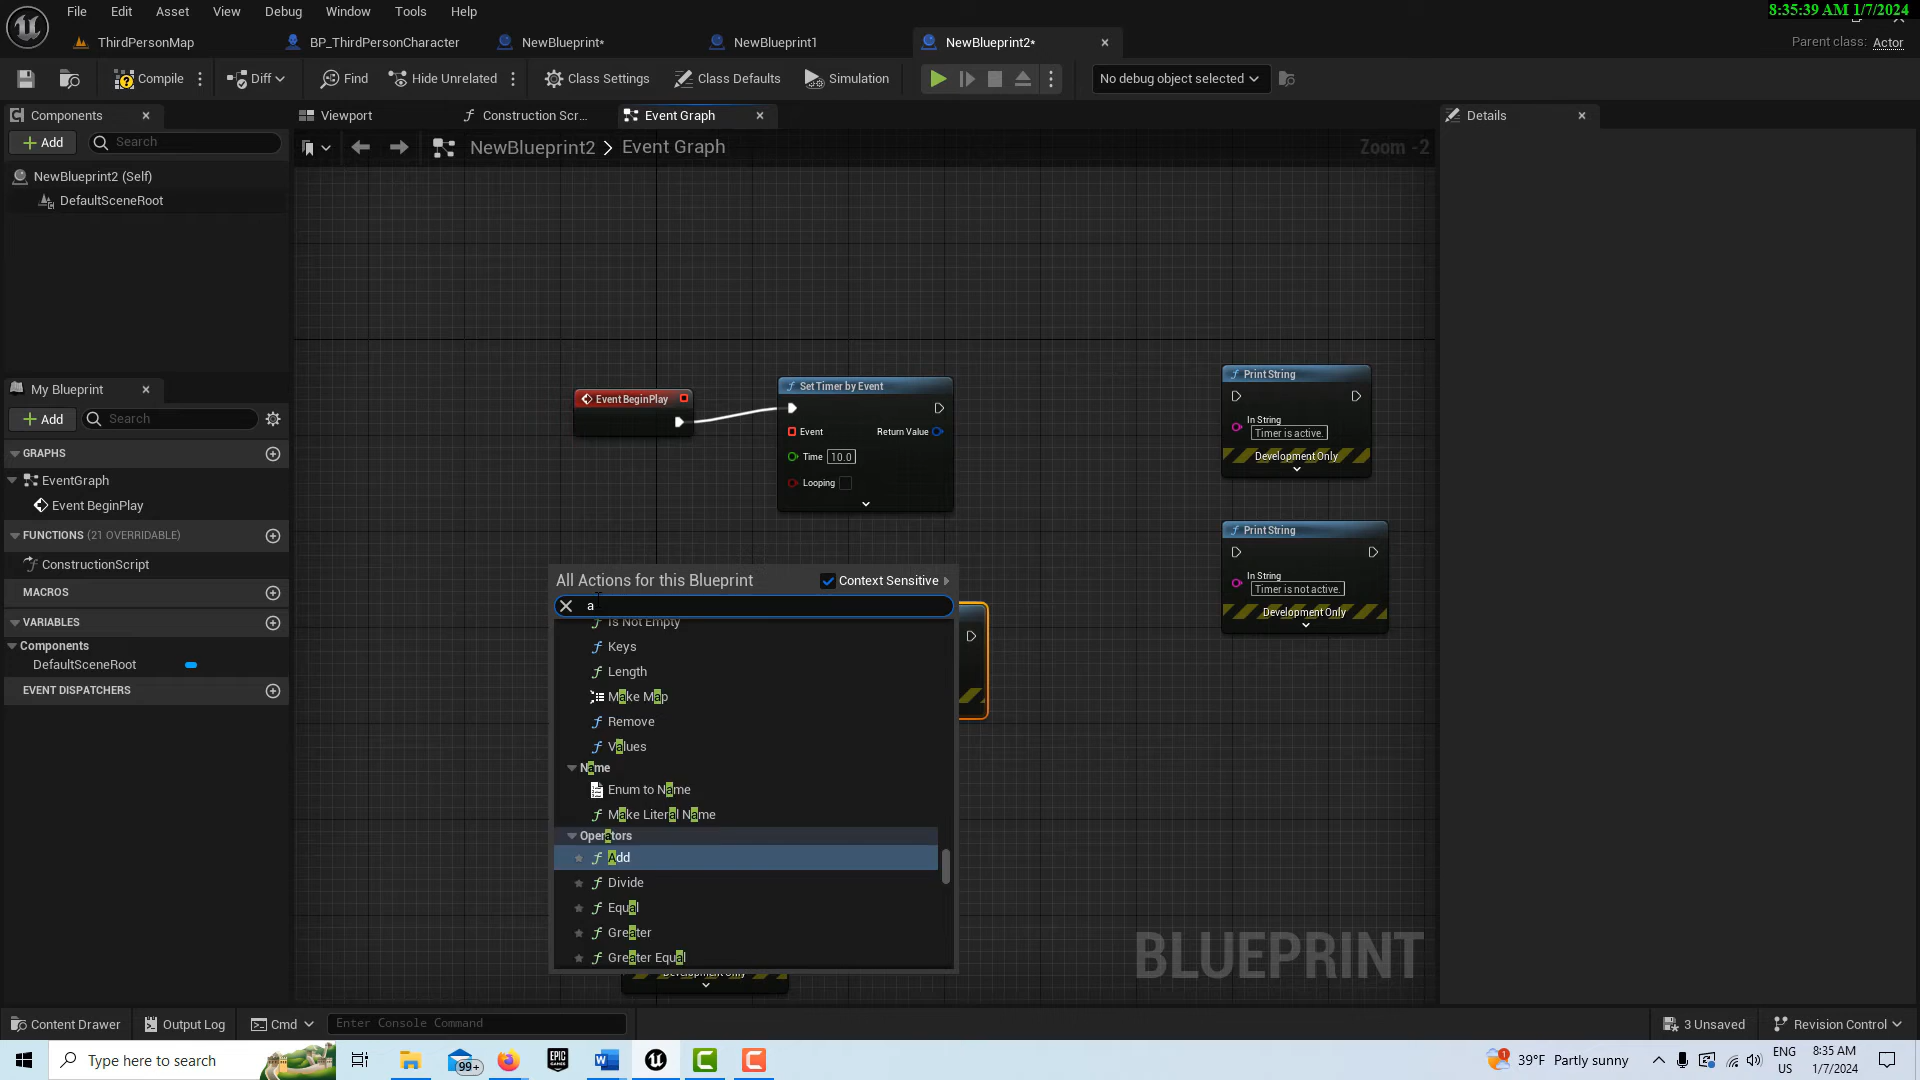 8:35:39 AM 1/7/2024
File Edit Asset View Debug Window Tools Help
ThirdPersonMap BP_ThirdPersonCharacter NewBlueprint* NewBlueprint1 NewBlueprint2* Parent class: Actor
Compile Diff Find Hide Unrelated Class Settings Class Defaults Simulation No debug object selected
Components Viewport Construction Scr... Event Graph Details
Add Search
NewBlueprint2 > Event Graph Zoom -2
NewBlueprint2 (Self)
DefaultSceneRoot
My Blueprint
Add Search
GRAPHS
EventGraph
Event BeginPlay
FUNCTIONS (21 OVERRIDABLE)
ConstructionScript
MACROS
VARIABLES
Components
DefaultSceneRoot
EVENT DISPATCHERS
Event BeginPlay
Set Timer by Event
Event Return Value
Time 10.0
Looping
Print String
In String
Timer is active.
Development Only
Print String
In String
Timer is not active.
Development Only
All Actions for this Blueprint Context Sensitive
a
Is Not Empty
Keys
Length
Make Map
Remove
Values
Name
Enum to Name
Make Literal Name
Operators
Add
Divide
Equal
Greater
Greater Equal
Development Only
BLUEPRINT
Content Drawer Output Log Cmd Enter Console Command 3 Unsaved Revision Control
Type here to search 99+ EPIC GAMES 1 39°F Partly sunny ENG US 8:35 AM 1/7/2024